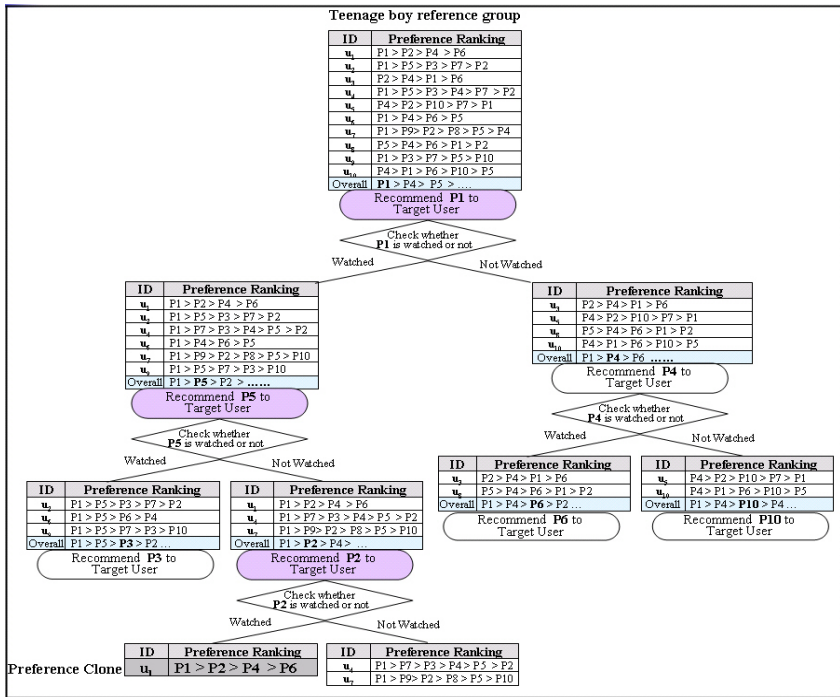 Teenage boy reference group
ID Preference Ranking
u1 P1 > P2 > P4 > P6
u2 P1 > P5 > P3 > P7 > P2
u3 P2 > P4 > P1 > P6
u4 P1 > P5 > P3 > P4 > P7 > P2
u5 P4 > P2 > P10 > P7 > P1
u6 P1 > P4 > P6 > P5
u7 P1 > P9> P2 > P8 > P5 > P4
u8 P5 > P4 > P6 > P1 > P2
u9 P1 > P3 > P7 > P5 > P10
u10 P4 > P1 > P6 > P10 > P5
Overall P1 > P4> P5 > ....
Recommend P1 to
Target User
Check whether
P1 is watched or not
Watched
Not Watched
ID Preference Ranking
u1 P1 > P2 > P4 > P6
u2 P1 > P5 > P3 > P7 > P2
u4 P1 > P7 > P3 > P4 > P5 > P2
u6 P1 > P4 > P6 > P5
u7 P1 > P9 > P2 > P8 > P5 > P10
u9 P1 > P5 > P7 > P3 > P10
Overall P1 > P5 > P2 > ......
Recommend P5 to
Target User
Check whether
P5 is watched or not
Watched
Not Watched
ID Preference Ranking
u3 P2 > P4 > P1 > P6
P4 > P2 > P10 > P7 > P1
u8 P5 > P4 > P6 > P1 > P2
u10 P4 > P1 > P6 > P10 > P5
Overall P1 > P4 > P6 ......
Recommend P4 to
Target User
Check whether
P4 is watched or not
Watched
Not Watched
ID Preference Ranking
P1 > P5 > P3 > P7 > P2
P1 > P5 > P6 > P4
P1 > P5 > P7 > P3 > P10
Overall P1 > P5 > P3 > P2 ...
Recommend P3 to
Target User
ID Preference Ranking
u1 P1 > P2 > P4 > P6
u4 P1 > P7 > P3 > P4 > P5 > P2
u7 P1 > P9> P2 > P8 > P5 > P10
Overall P1 > P2 > P4 > ...
Recommend P2 to
Target User
Check whether
P2 is watched or not
Watched
Not Watched
ID Preference Ranking
P2 > P4 > P1 > P6
u8 P5 > P4 > P6 > P1 > P2
Overall P1 > P4 > P6 > P2 ...
Recommend P6 to
Target User
ID Preference Ranking
u5 P4 > P2 > P10 > P7 > P1
u10 P4 > P1 > P6 > P10 > P5
Overall P1 > P4 > P10 > P4 ...
Recommend P10 to
Target User
Preference Clone
ID Preference Ranking
u1 P1 > P2 > P4 > P6
ID Preference Ranking
u4 P1 > P7 > P3 > P4 > P5 > P2
u7 P1 > P9> P2 > P8 > P5 > P10